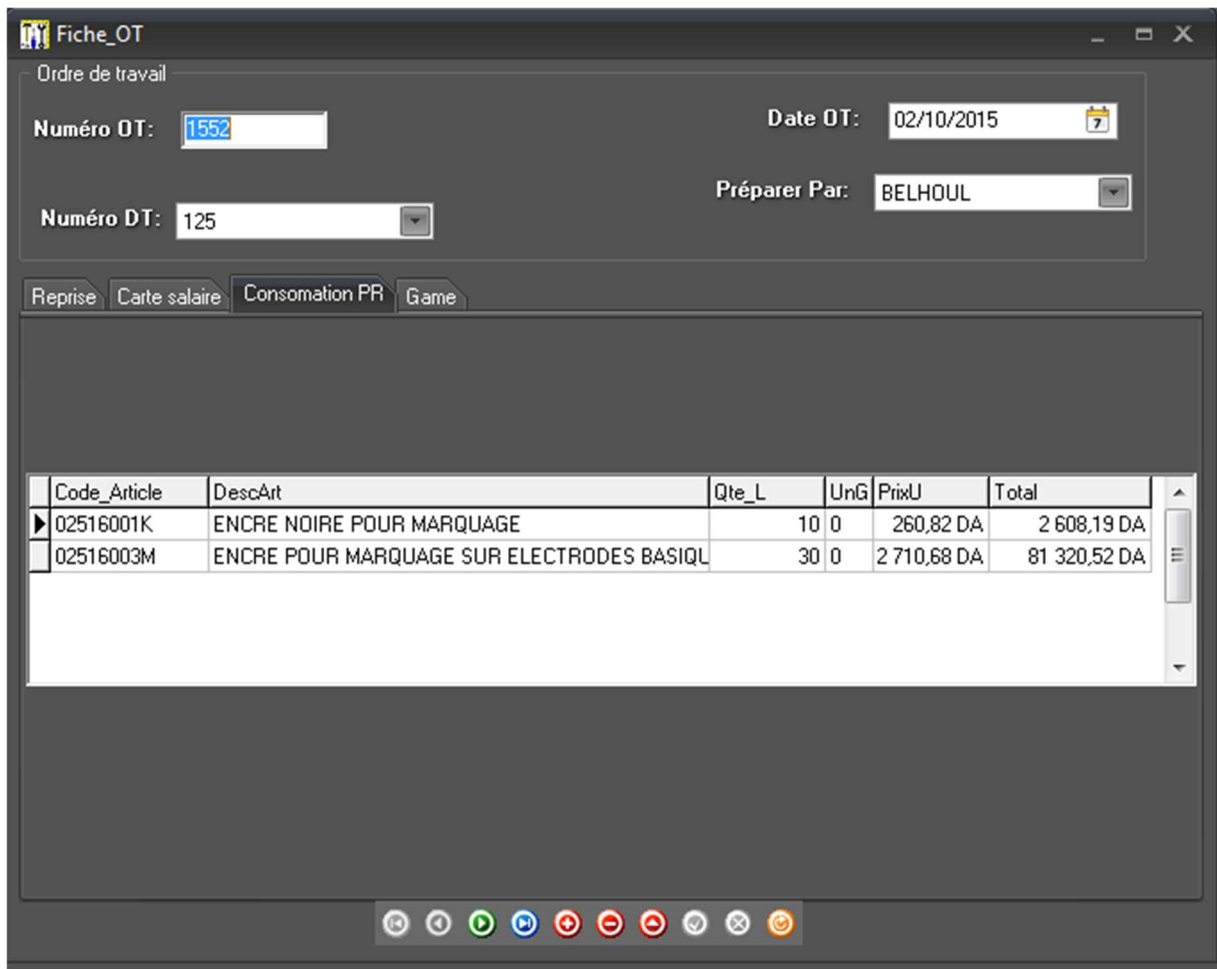 Fiche_OT
Ordre de travail
Numéro OT: 1552
Date OT: 02/10/2015
7
Préparer Par: BELHOUL
Numéro DT: 125
Reprise Carte salaire Consomation PR Game
Code_Article DescArt Qte_L UnG PrixU Total
02516001K ENCRE NOIRE POUR MARQUAGE 10 0 260,82 DA 2 608,19 DA
02516003M ENCRE POUR MARQUAGE SUR ELECTRODES BASIQU 30 0 2 710,68 DA 81 320,52 DA